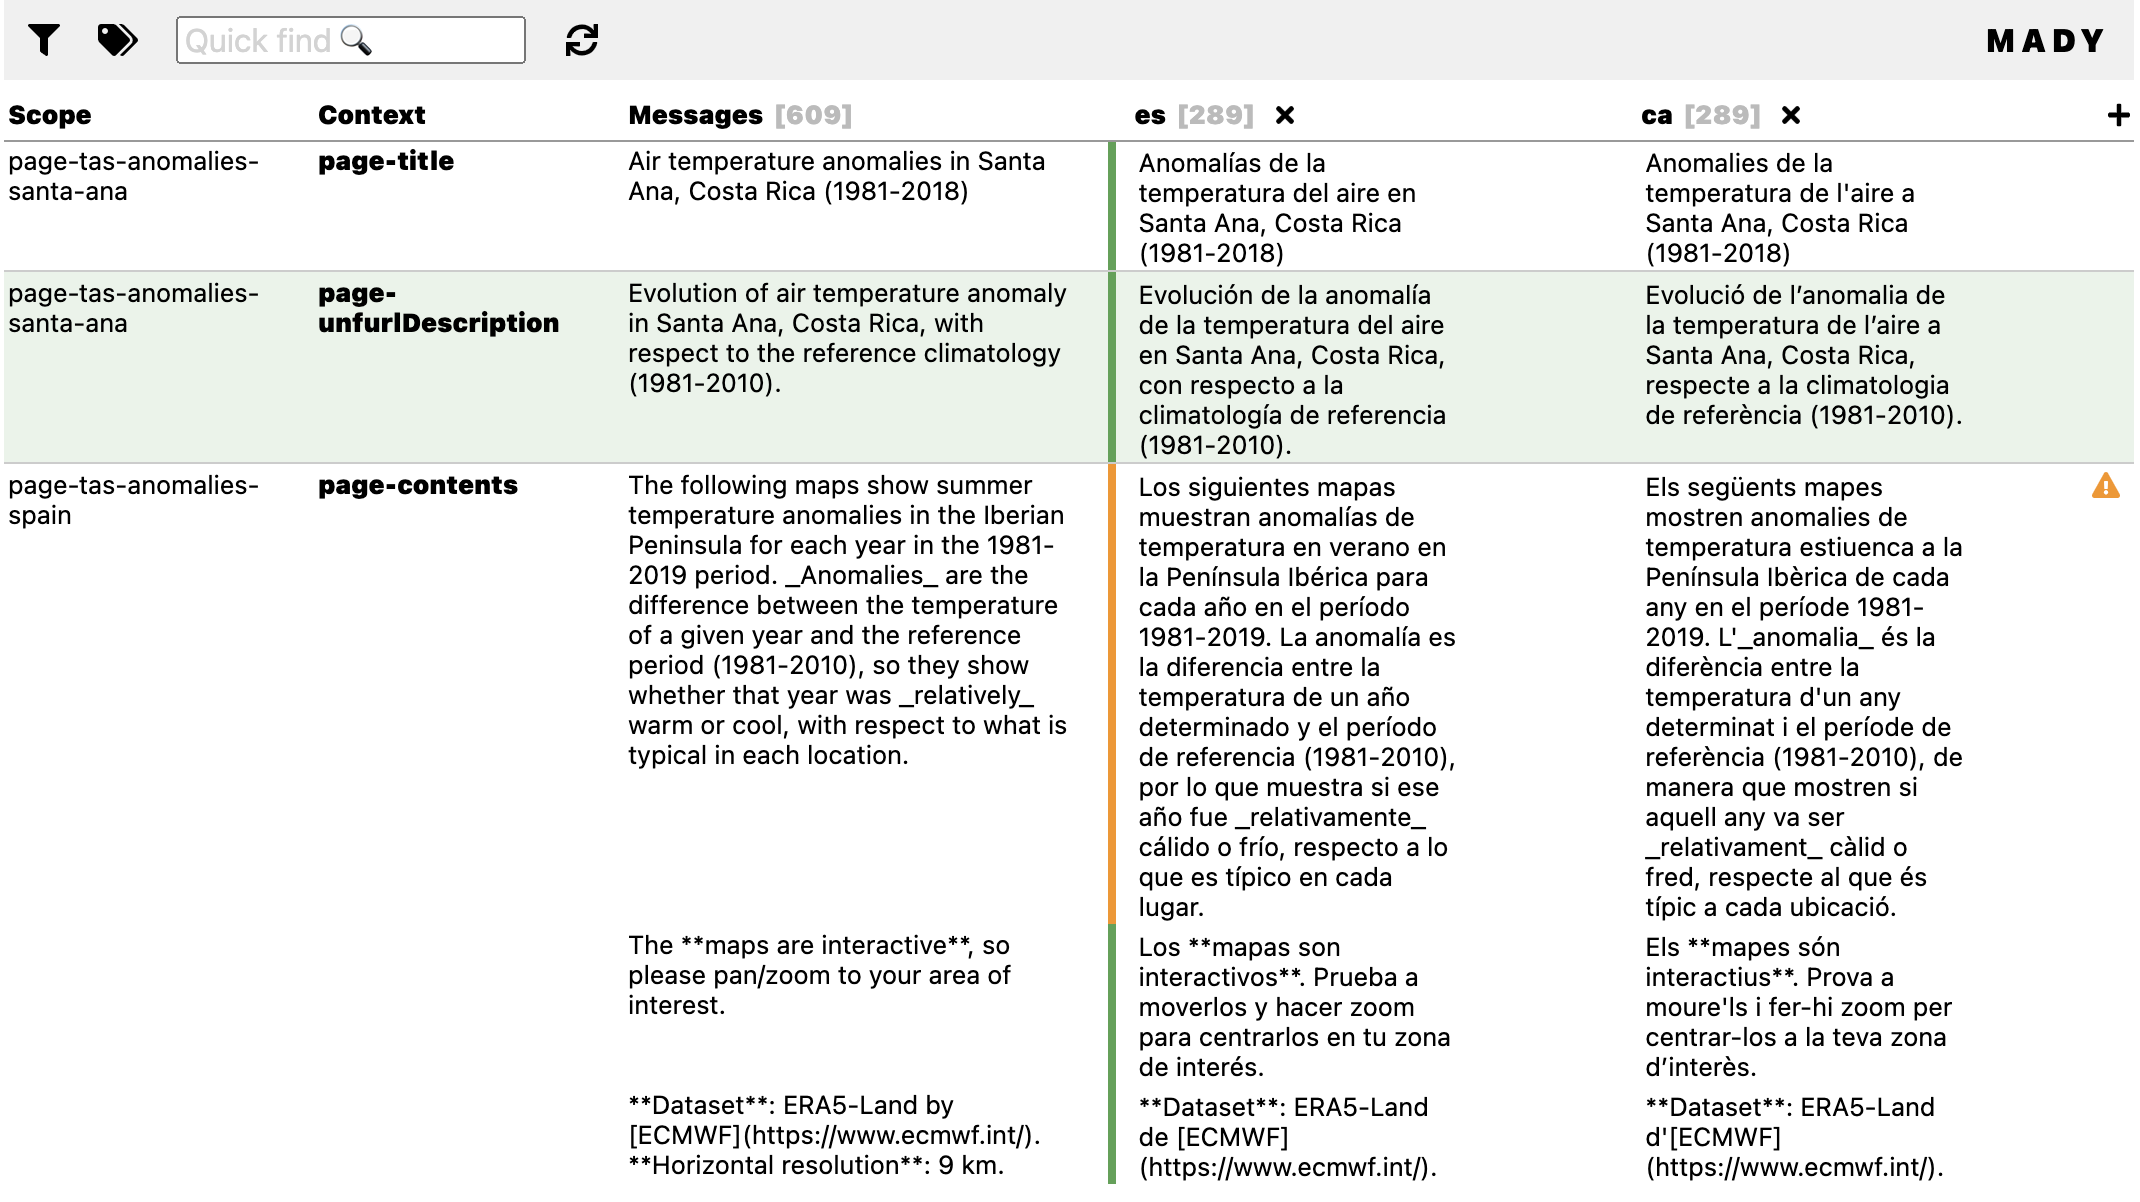 Quick find
MADY
Scope
Context
Messages [609]
es [289]
ca [289]
page-tas-anomalies-
santa-ana
page-title
Air temperature anomalies in Santa
Ana, Costa Rica (1981-2018)
Anomalías de la
temperatura del aire en
Santa Ana, Costa Rica
(1981-2018)
Anomalies de la
temperatura de l'aire a
Santa Ana, Costa Rica
(1981-2018)
page-tas-anomalies-
santa-ana
page-
unfurlDescription
Evolution of air temperature anomaly
in Santa Ana, Costa Rica, with
respect to the reference climatology
(1981-2010).
Evolución de la anomalía
de la temperatura del aire
en Santa Ana, Costa Rica,
con respecto a la
climatología de referencia
(1981-2010).
Evolució de l’anomalia de
la temperatura de l’aire a
Santa Ana, Costa Rica,
respecte a la climatologia
de referència (1981-2010).
page-tas-anomalies-
spain
page-contents
The following maps show summer
temperature anomalies in the Iberian
Peninsula for each year in the 1981-
2019 period. _Anomalies_ are the
difference between the temperature
of a given year and the reference
period (1981-2010), so they show
whether that year was _relatively_
warm or cool, with respect to what is
typical in each location.
Los siguientes mapas
muestran anomalías de
temperatura en verano en
la Península Ibérica para
cada año en el período
1981-2019. La anomalía es
la diferencia entre la
temperatura de un año
determinado y el período
de referencia (1981-2010),
por lo que muestra si ese
año fue _relativamente_
cálido o frío, respecto a lo
que es típico en cada
lugar.
Els següents mapes
mostren anomalies de
temperatura estiuenca a la
Península Ibèrica de cada
any en el període 1981-
2019. L'_anomalia_ és la
diferència entre la
temperatura d'un any
determinat i el període de
referència (1981-2010), de
manera que mostren si
aquell any va ser
_relativament_ càlid o
fred, respecte al que és
típic a cada ubicació.
The **maps are interactive**, so
please pan/zoom to your area of
interest.
Los **mapas son
interactivos**. Prueba a
moverlos y hacer zoom
para centrarlos en tu zona
de interés.
Els **mapes són
interactius**. Prova a
moure'ls i fer-hi zoom per
centrar-los a la teva zona
d’interès.
**Dataset**: ERA5-Land by
[ECMWF](https://www.ecmwf.int/).
**Horizontal resolution**: 9 km.
**Dataset**: ERA5-Land
de [ECMWF]
(https://www.ecmwf.int/).
**Dataset**: ERA5-Land
d'[ECMWF]
(https://www.ecmwf.int/).